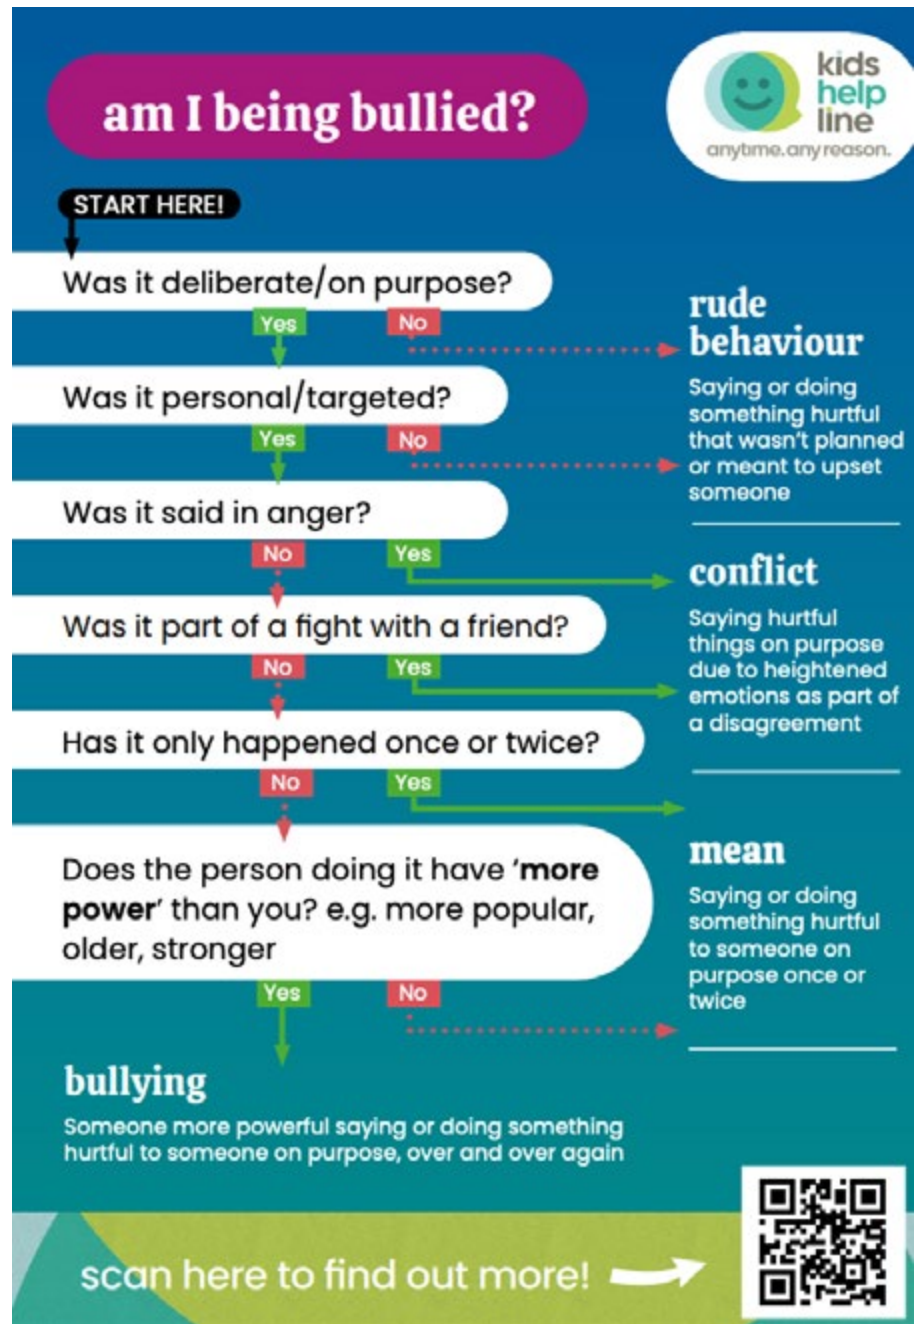 am I being bullied?
kids
help
line
anytime. any reason.
START HERE!
Was it deliberate/on purpose?
Yes
No
rude
behaviour
Saying or doing
something hurtful
that wasn't planned
or meant to upset
someone
Was it personal/targeted?
Yes
No
Was it said in anger?
No
Yes
conflict
Saying hurtful
things on purpose
due to heightened
emotions as part of
a disagreement
Was it part of a fight with a friend?
No
Yes
Has it only happened once or twice?
No
Yes
mean
Saying or doing
something hurtful
to someone on
purpose once or
twice
Does the person doing it have ‘more
power’ than you? e.g. more popular,
older, stronger
Yes
No
bullying
Someone more powerful saying or doing something
hurtful to someone on purpose, over and over again
scan here to find out more!